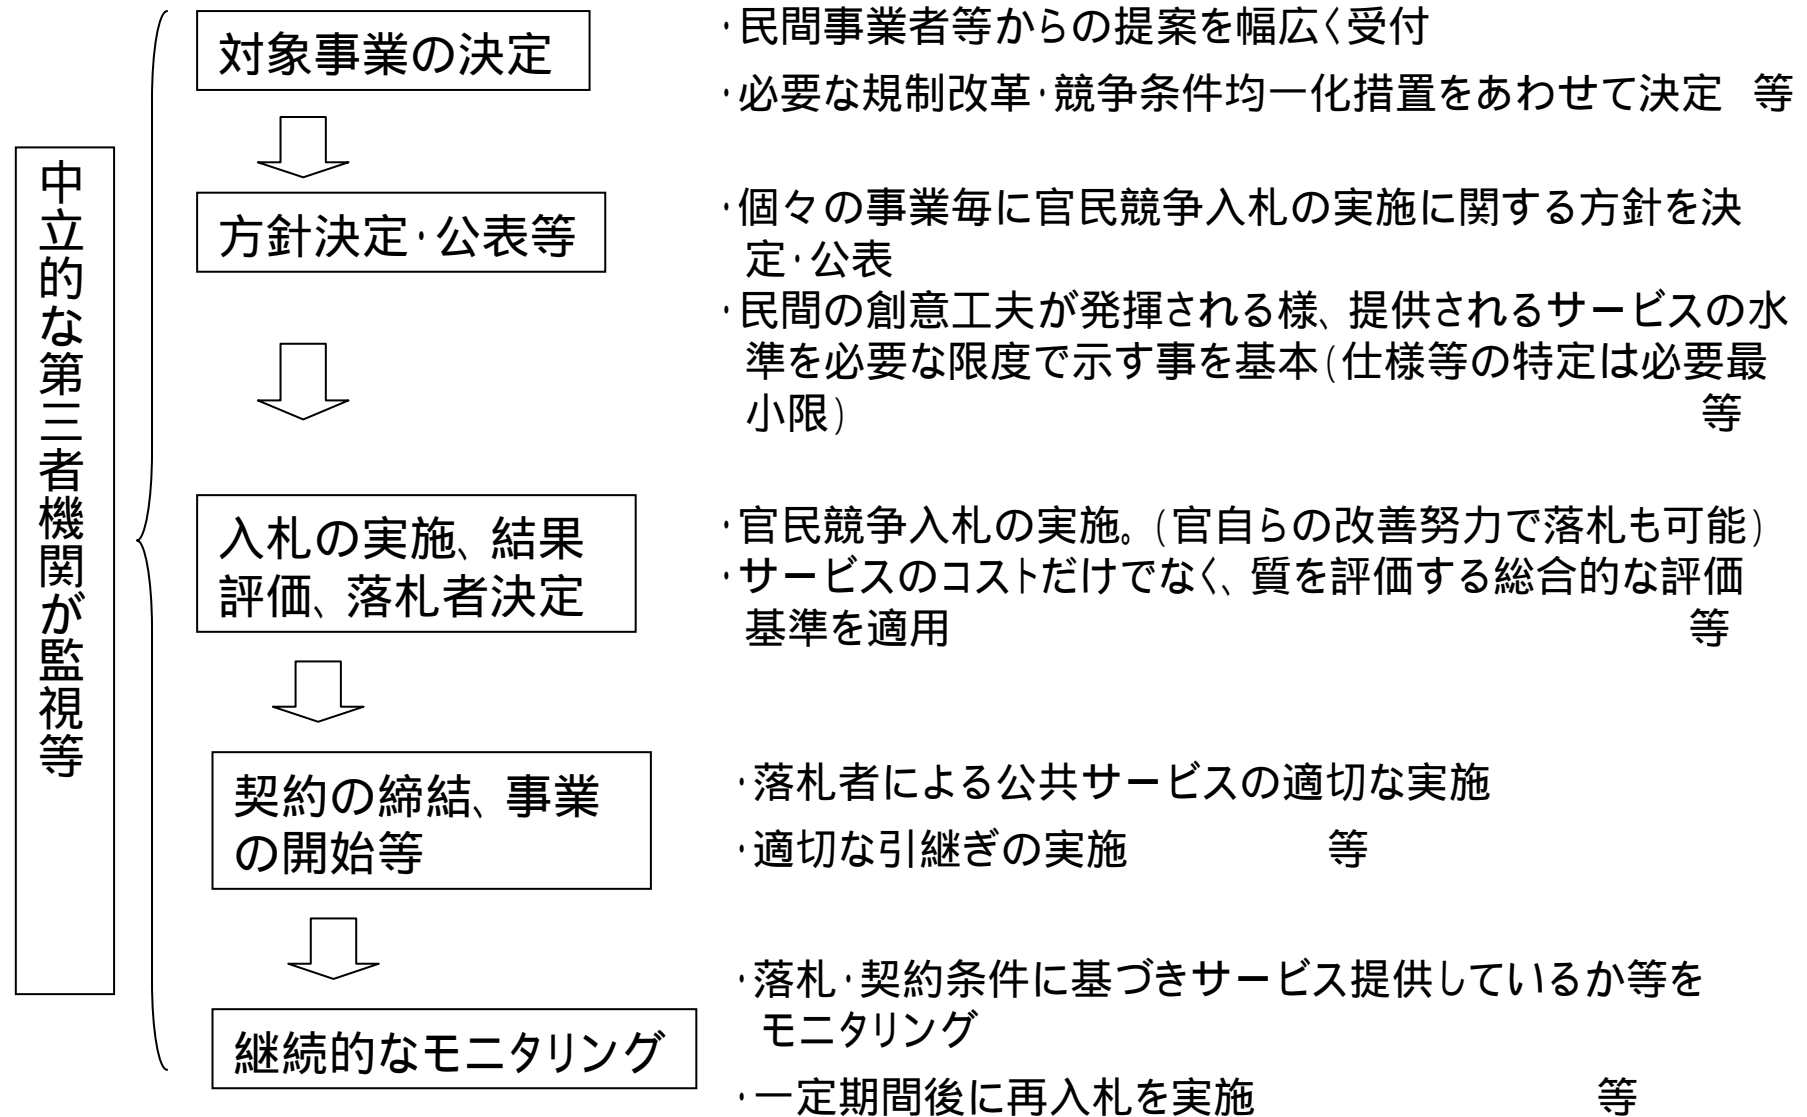 中立的な第三者機関が監視等
対象事業の決定
・民間事業者等からの提案を幅広く受付
・必要な規制改革・競争条件均一化措置をあわせて決定　等
方針決定・公表等
・個々の事業毎に官民競争入札の実施に関する方針を決
定・公表
・民間の創意工夫が発揮される様、提供されるサービスの水
準を必要な限度で示す事を基本(仕様等の特定は必要最
小限)　等
入札の実施、結果
評価、落札者決定
・官民競争入札の実施。(官自らの改善努力で落札も可能)
・サービスのコストだけでなく、質を評価する総合的な評価
基準を適用　等
契約の締結、事業
の開始等
・落札者による公共サービスの適切な実施
・適切な引継ぎの実施　等
継続的なモニタリング
・落札・契約条件に基づきサービス提供しているか等を
モニタリング
・一定期間後に再入札を実施　等